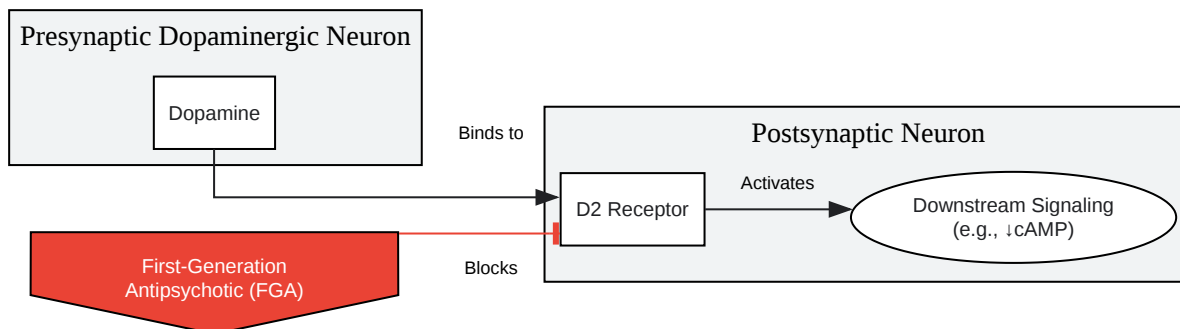 Presynaptic Dopaminergic Neuron
Dopamine
Binds to
Postsynaptic Neuron
D2 Receptor
Activates
Downstream Signaling
(e.g., ↓cAMP)
Blocks
First-Generation
Antipsychotic (FGA)